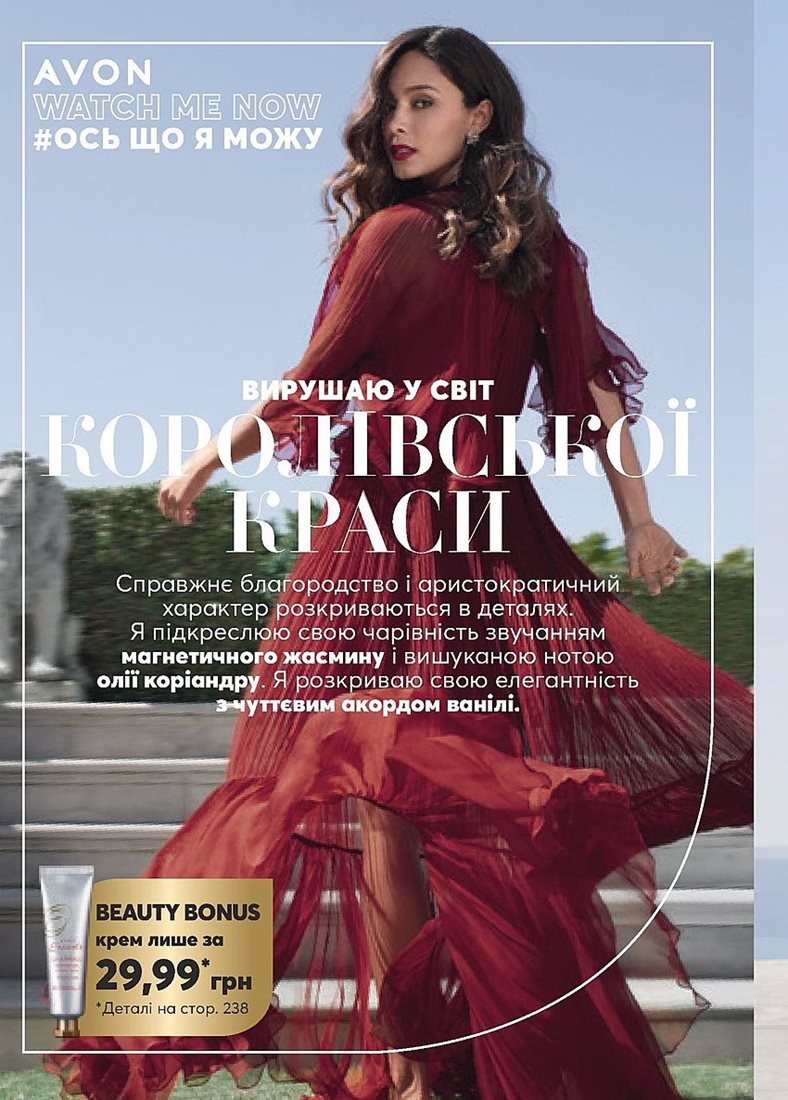 AVON
WATCH ME NOW
#ОСЬ ЩО Я МОЖУ
ВИРУШАЮ У СВІТ
КОРОЛІВСЬКОЇ
КРАСИ
Справжнє благородство і аристократичний
характер розкриваються в деталях.
Я підкреслюю свою чарівність звучанням
магнетичного жасмину і вишуканою нотою
олії коріандру. Я розкриваю свою елегантність
з чуттєвим акордом ванілі.
BEAUTY BONUS
крем лише за
29,99* грн
*Деталі на стор. 238